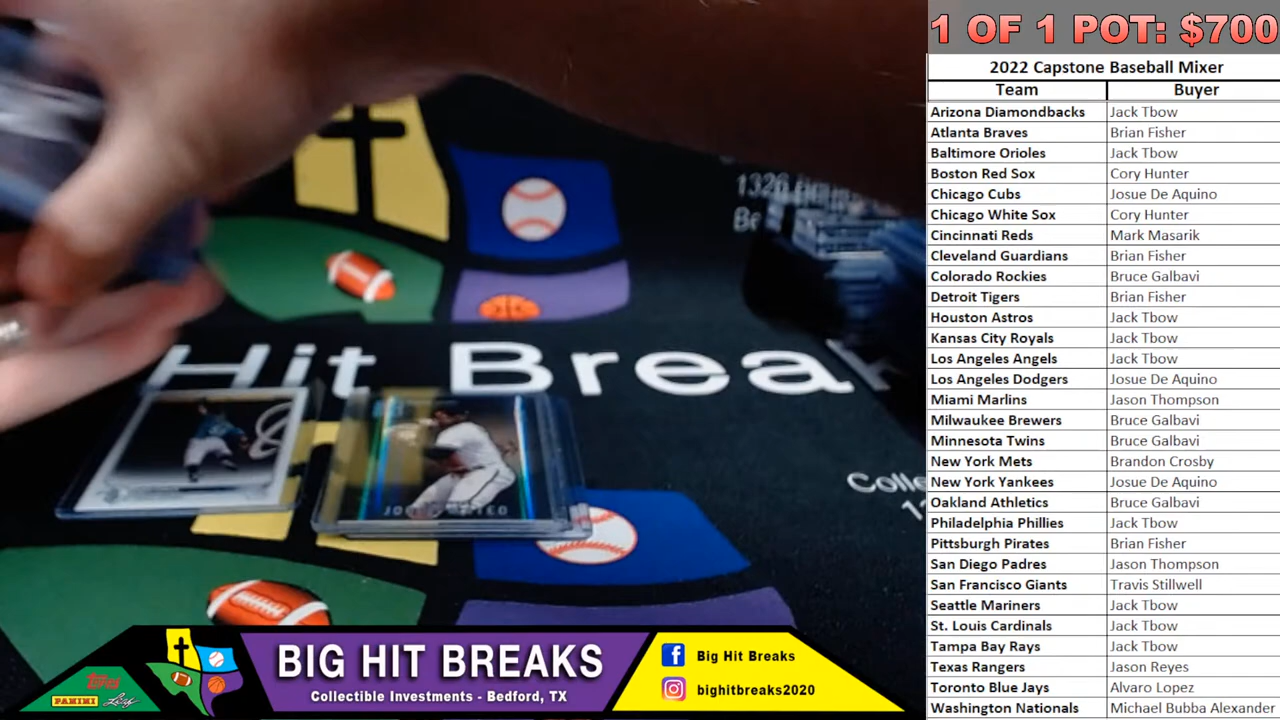 1 OF 1 POT: $700
2022 Capstone Baseball Mixer
Team Buyer
Arizona Diamondbacks Jack Tbow
Atlanta Braves Brian Fisher
Baltimore Orioles Jack Tbow
Boston Red Sox Cory Hunter
Chicago Cubs Josue De Aquino
Chicago White Sox Cory Hunter
Cincinnati Reds Mark Masarik
Cleveland Guardians Brian Fisher
Colorado Rockies Bruce Galbavi
Detroit Tigers Brian Fisher
Houston Astros Jack Tbow
Kansas City Royals Jack Tbow
Los Angeles Angels Jack Tbow
Los Angeles Dodgers Josue De Aquino
Miami Marlins Jason Thompson
Milwaukee Brewers Bruce Galbavi
Minnesota Twins Bruce Galbavi
New York Mets Brandon Crosby
New York Yankees Josue De Aquino
Oakland Athletics Bruce Galbavi
Philadelphia Phillies Jack Tbow
Pittsburgh Pirates Brian Fisher
San Diego Padres Jason Thompson
San Francisco Giants Travis Stillwell
Seattle Mariners Jack Tbow
St. Louis Cardinals Jack Tbow
Tampa Bay Rays Jack Tbow
Texas Rangers Jason Reyes
Toronto Blue Jays Alvaro Lopez
Washington Nationals Michael Bubba Alexander
1326
Be
Hit Break
Colle
BIG HIT BREAKS
Collectible Investments - Bedford, TX
Big Hit Breaks
bighitbreaks2020
Topps
PANINI
Leaf